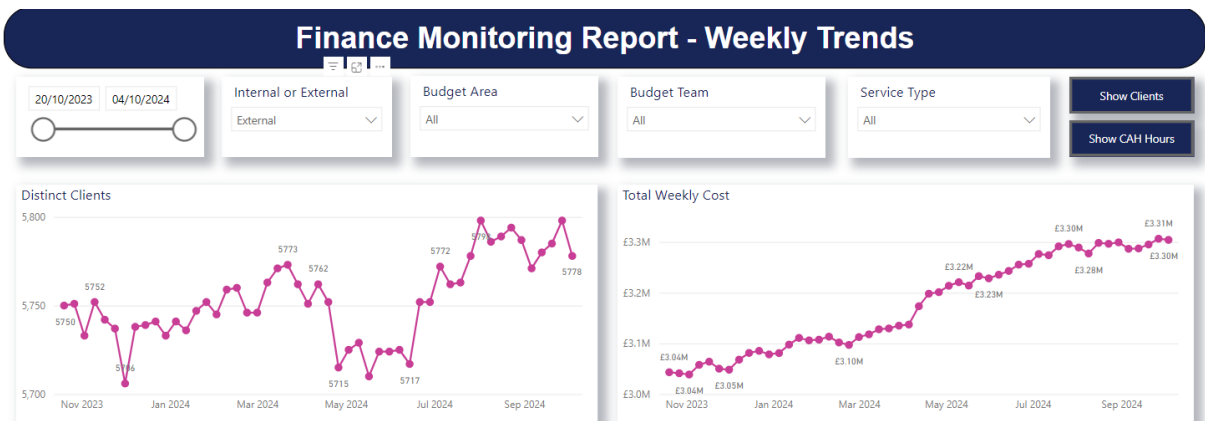 Finance Monitoring Report - Weekly Trends
20/10/2023 04/10/2024
Internal or External
External
Budget Area
All
Budget Team
All
Service Type
All
Show Clients
Show CAH Hours
Distinct Clients
5,800
5,750
5,700
5750
5752
5773
5762
5715
5717
5772
5778
Nov 2023 Jan 2024 Mar 2024 May 2024 Jul 2024 Sep 2024
Total Weekly Cost
£3.3M
£3.2M
£3.1M
£3.0M
£3.04M
£3.04M
£3.05M
£3.10M
£3.22M
£3.23M
£3.30M
£3.28M
£3.31M
£3.30M
Nov 2023 Jan 2024 Mar 2024 May 2024 Jul 2024 Sep 2024